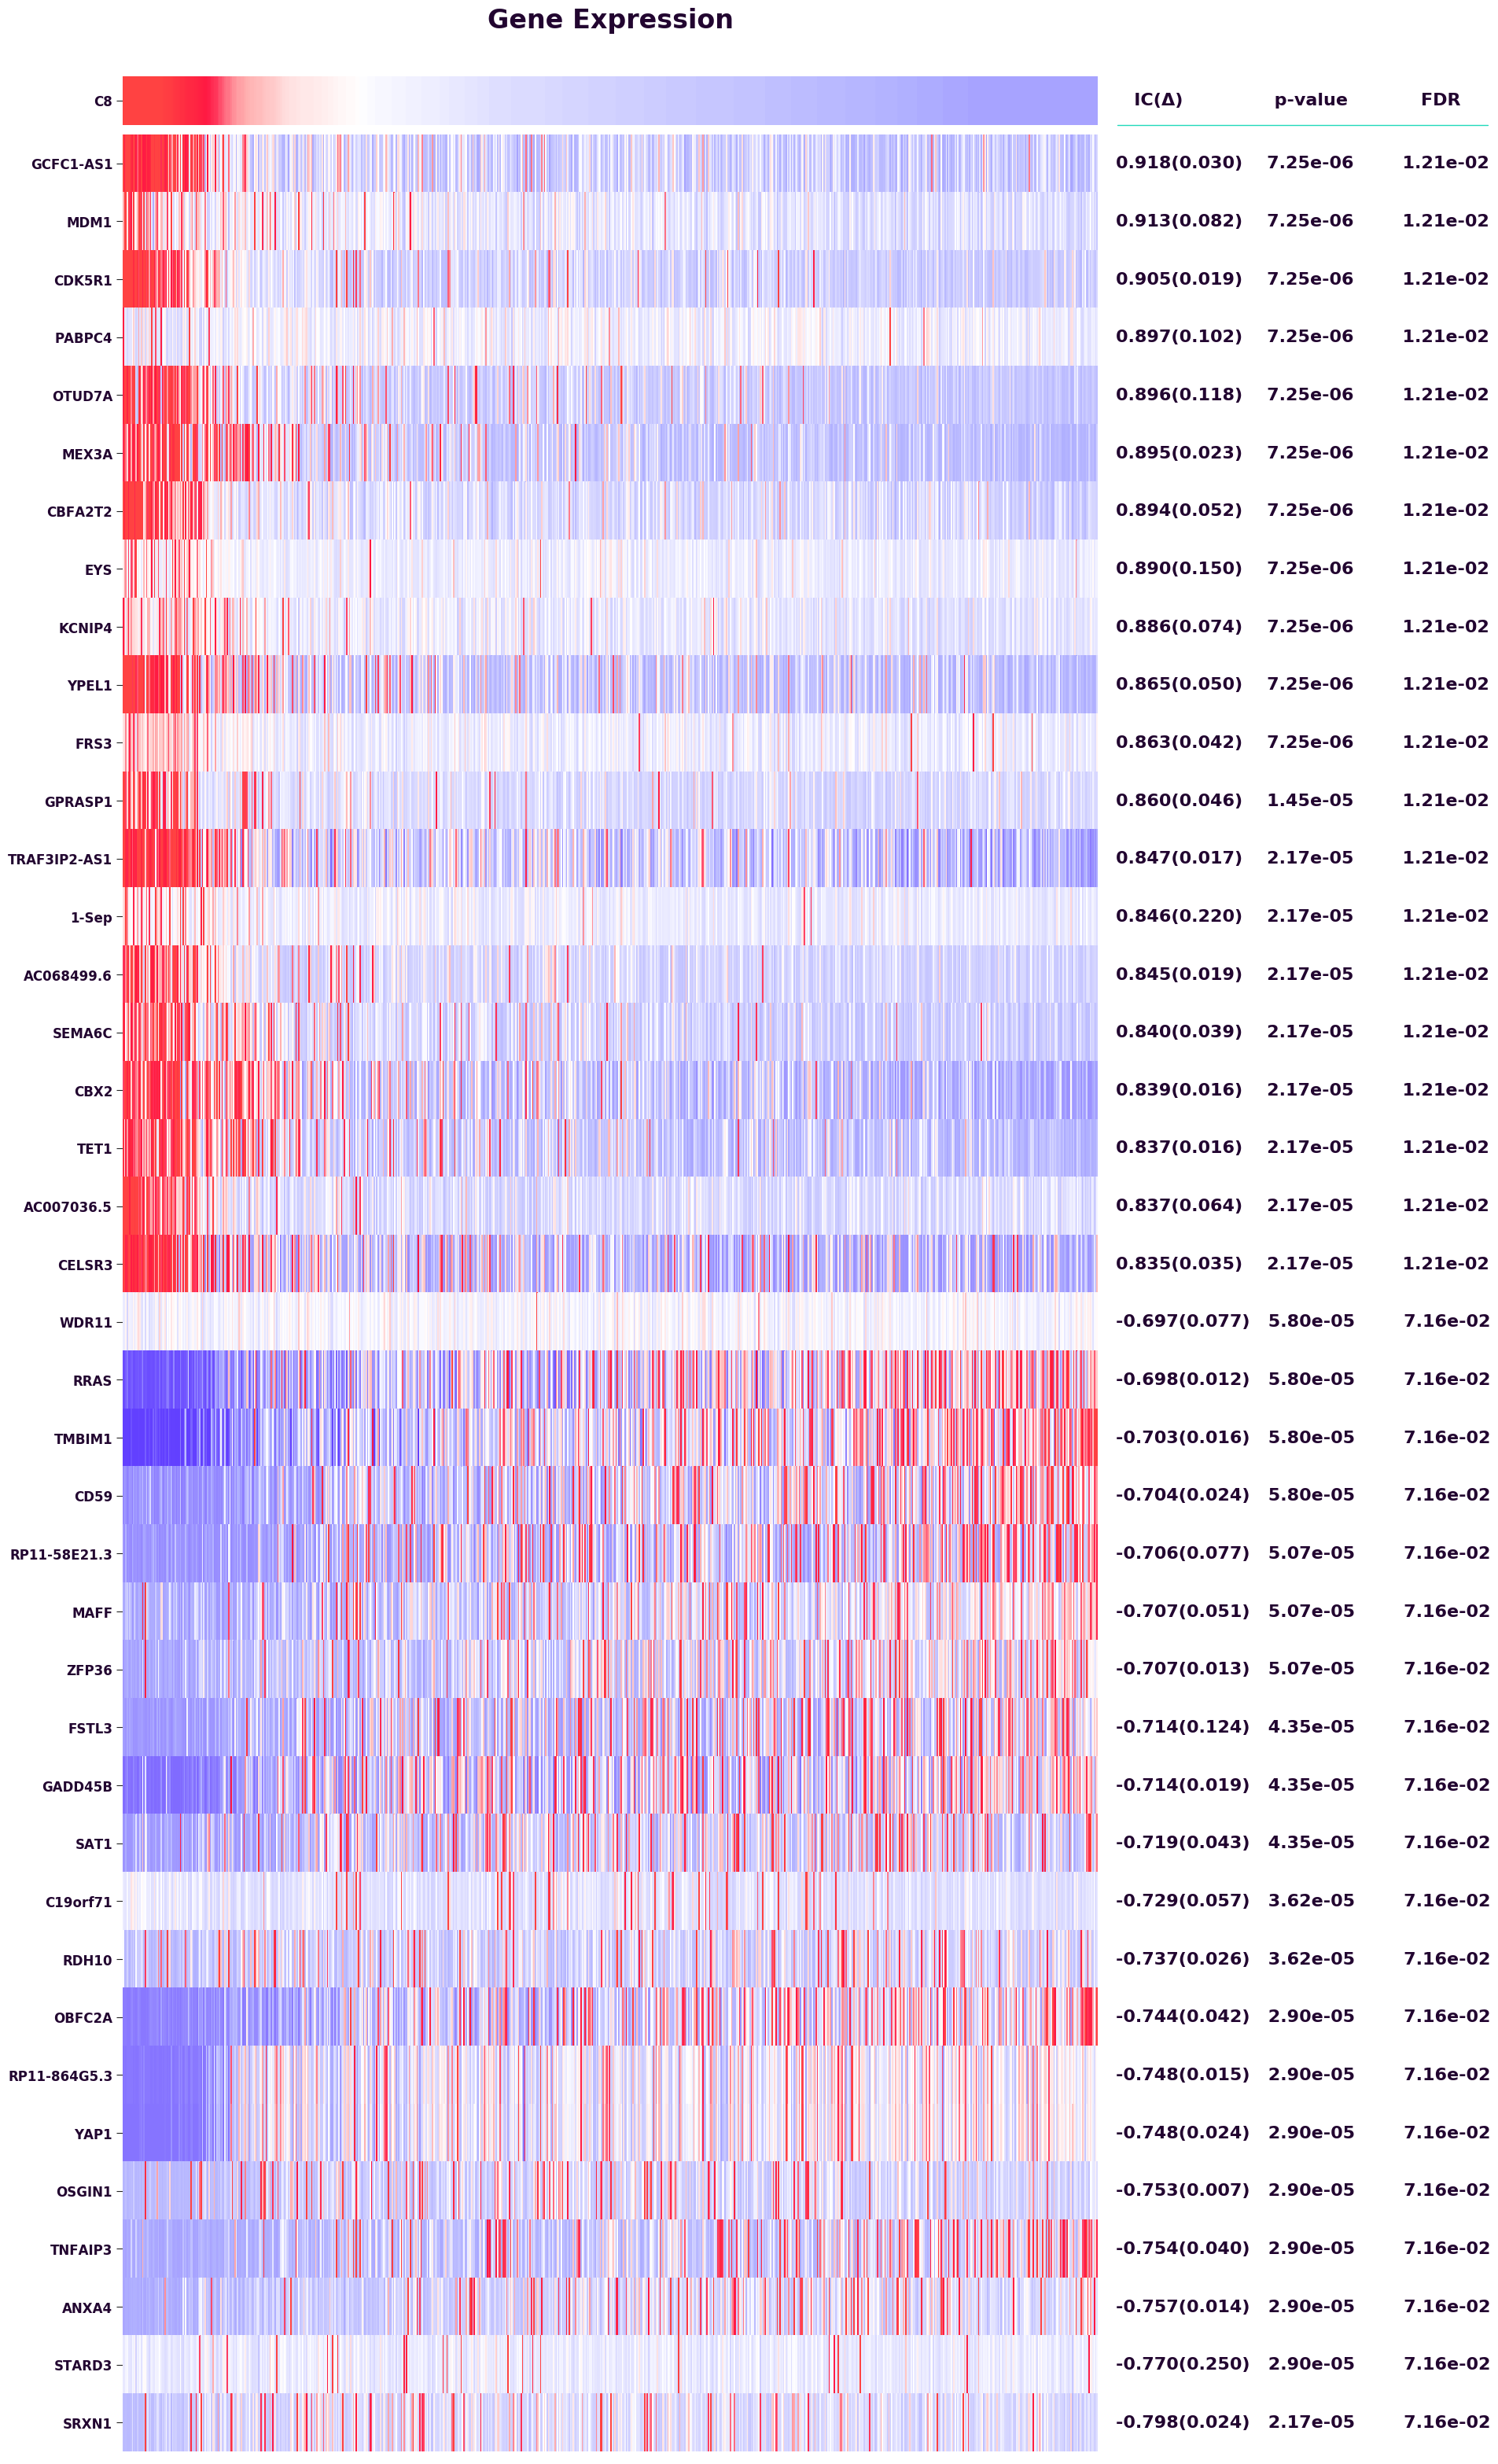 Gene Expression
C8 IC(Δ) p-value FDR
GCFC1-AS1 0.918(0.030) 7.25e-06 1.21e-02
MDM1 0.913(0.082) 7.25e-06 1.21e-02
CDK5R1 0.905(0.019) 7.25e-06 1.21e-02
PABPC4 0.897(0.102) 7.25e-06 1.21e-02
OTUD7A 0.896(0.118) 7.25e-06 1.21e-02
MEX3A 0.895(0.023) 7.25e-06 1.21e-02
CBFA2T2 0.894(0.052) 7.25e-06 1.21e-02
EYS 0.890(0.150) 7.25e-06 1.21e-02
KCNIP4 0.886(0.074) 7.25e-06 1.21e-02
YPEL1 0.865(0.050) 7.25e-06 1.21e-02
FRS3 0.863(0.042) 7.25e-06 1.21e-02
GPRASP1 0.860(0.046) 1.45e-05 1.21e-02
TRAF3IP2-AS1 0.847(0.017) 2.17e-05 1.21e-02
1-Sep 0.846(0.220) 2.17e-05 1.21e-02
AC068499.6 0.845(0.019) 2.17e-05 1.21e-02
SEMA6C 0.840(0.039) 2.17e-05 1.21e-02
CBX2 0.839(0.016) 2.17e-05 1.21e-02
TET1 0.837(0.016) 2.17e-05 1.21e-02
AC007036.5 0.837(0.064) 2.17e-05 1.21e-02
CELSR3 0.835(0.035) 2.17e-05 1.21e-02
WDR11 -0.697(0.077) 5.80e-05 7.16e-02
RRAS -0.698(0.012) 5.80e-05 7.16e-02
TMBIM1 -0.703(0.016) 5.80e-05 7.16e-02
CD59 -0.704(0.024) 5.80e-05 7.16e-02
RP11-58E21.3 -0.706(0.077) 5.07e-05 7.16e-02
MAFF -0.707(0.051) 5.07e-05 7.16e-02
ZFP36 -0.707(0.013) 5.07e-05 7.16e-02
FSTL3 -0.714(0.124) 4.35e-05 7.16e-02
GADD45B -0.714(0.019) 4.35e-05 7.16e-02
SAT1 -0.719(0.043) 4.35e-05 7.16e-02
C19orf71 -0.729(0.057) 3.62e-05 7.16e-02
RDH10 -0.737(0.026) 3.62e-05 7.16e-02
OBFC2A -0.744(0.042) 2.90e-05 7.16e-02
RP11-864G5.3 -0.748(0.015) 2.90e-05 7.16e-02
YAP1 -0.748(0.024) 2.90e-05 7.16e-02
OSGIN1 -0.753(0.007) 2.90e-05 7.16e-02
TNFAIP3 -0.754(0.040) 2.90e-05 7.16e-02
ANXA4 -0.757(0.014) 2.90e-05 7.16e-02
STARD3 -0.770(0.250) 2.90e-05 7.16e-02
SRXN1 -0.798(0.024) 2.17e-05 7.16e-02